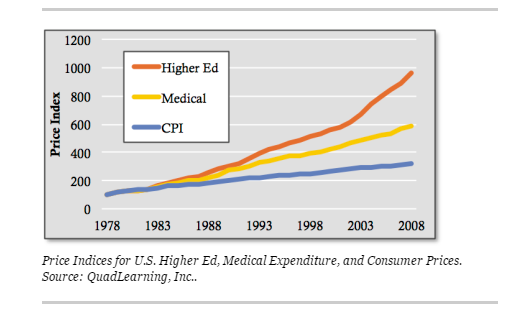 1200
1000
800
600
400
200
0
Price Index
Higher Ed
Medical
CPI
1978 1983 1988 1993 1998 2003 2008
Price Indices for U.S. Higher Ed, Medical Expenditure, and Consumer Prices.
Source: QuadLearning, Inc..